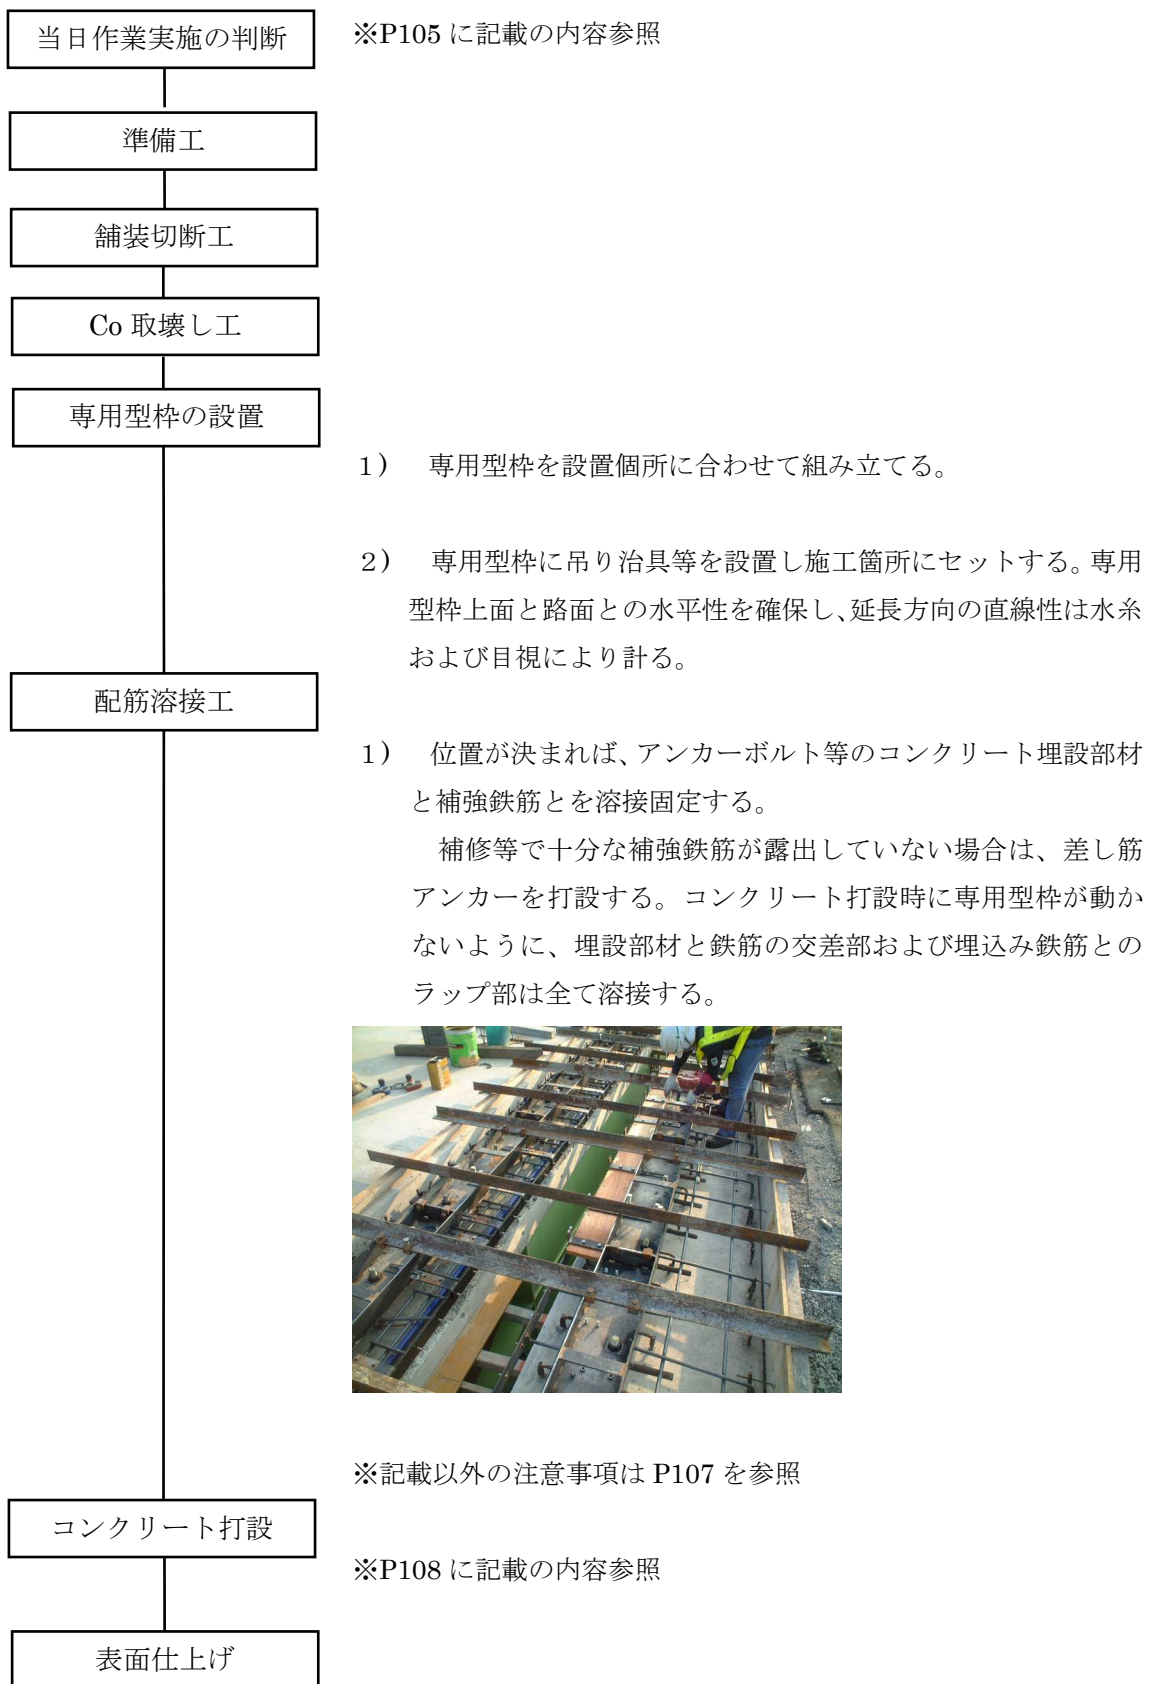 当日作業実施の判断
※P105 に記載の内容参照
準備工
舗装切断工
Co 取壊し工
専用型枠の設置
1) 専用型枠を設置個所に合わせて組み立てる。
2) 専用型枠に吊り治具等を設置し施工箇所にセットする。専用
型枠上面と路面との水平性を確保し、延長方向の直線性は水糸
および目視により計る。
配筋溶接工
1) 位置が決まれば、アンカーボルト等のコンクリート埋設部材
と補強鉄筋とを溶接固定する。
補修等で十分な補強鉄筋が露出していない場合は、差し筋
アンカーを打設する。コンクリート打設時に専用型枠が動か
ないように、埋設部材と鉄筋の交差部および埋込み鉄筋との
ラップ部は全て溶接する。
※記載以外の注意事項は P107 を参照
コンクリート打設
※P108 に記載の内容参照
表面仕上げ